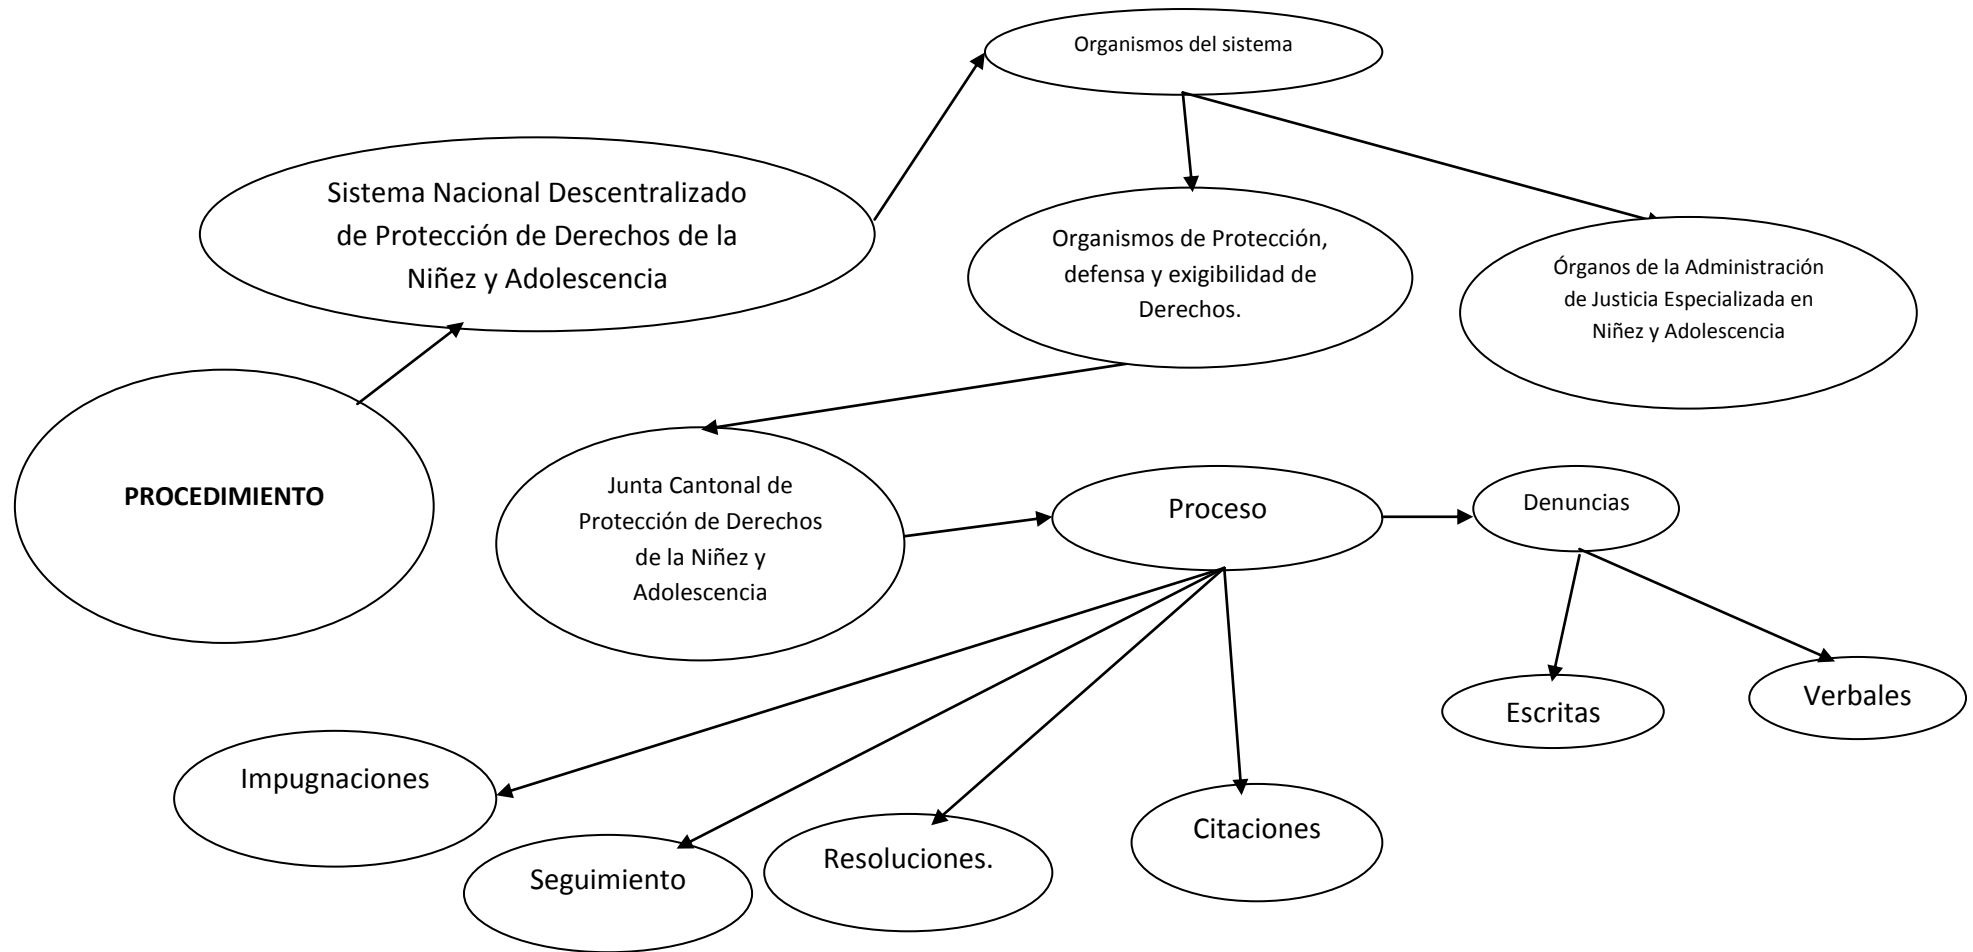 Organismos del sistema
Sistema Nacional Descentralizado
de Protección de Derechos de la
Niñez y Adolescencia
Organismos de Protección,
defensa y exigibilidad de
Derechos.
Órganos de la Administración
de Justicia Especializada en
Niñez y Adolescencia
PROCEDIMIENTO
Junta Cantonal de
Protección de Derechos
de la Niñez y
Adolescencia
Proceso
Denuncias
Escritas
Verbales
Impugnaciones
Seguimiento
Resoluciones.
Citaciones